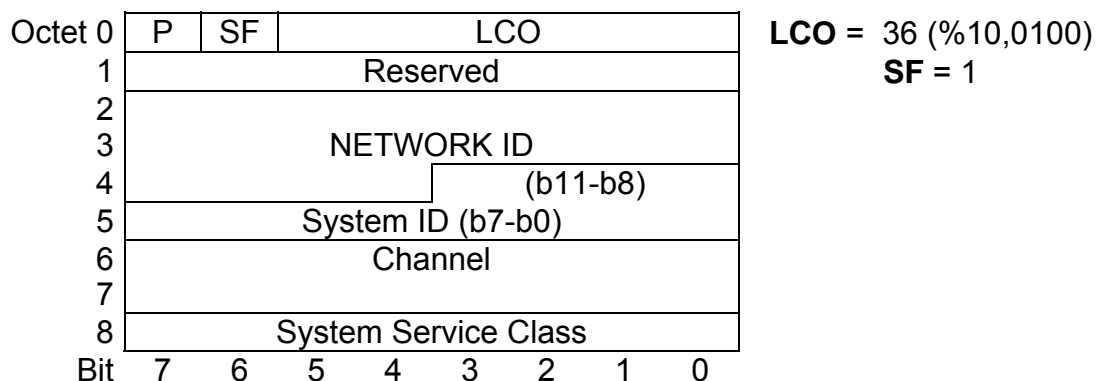 Octet 0 P SF LCO LCO = 36 (%10,0100)
1 Reserved SF = 1
2
3 NETWORK ID
4 (b11-b8)
5 System ID (b7-b0)
6 Channel
7
8 System Service Class
Bit 7 6 5 4 3 2 1 0